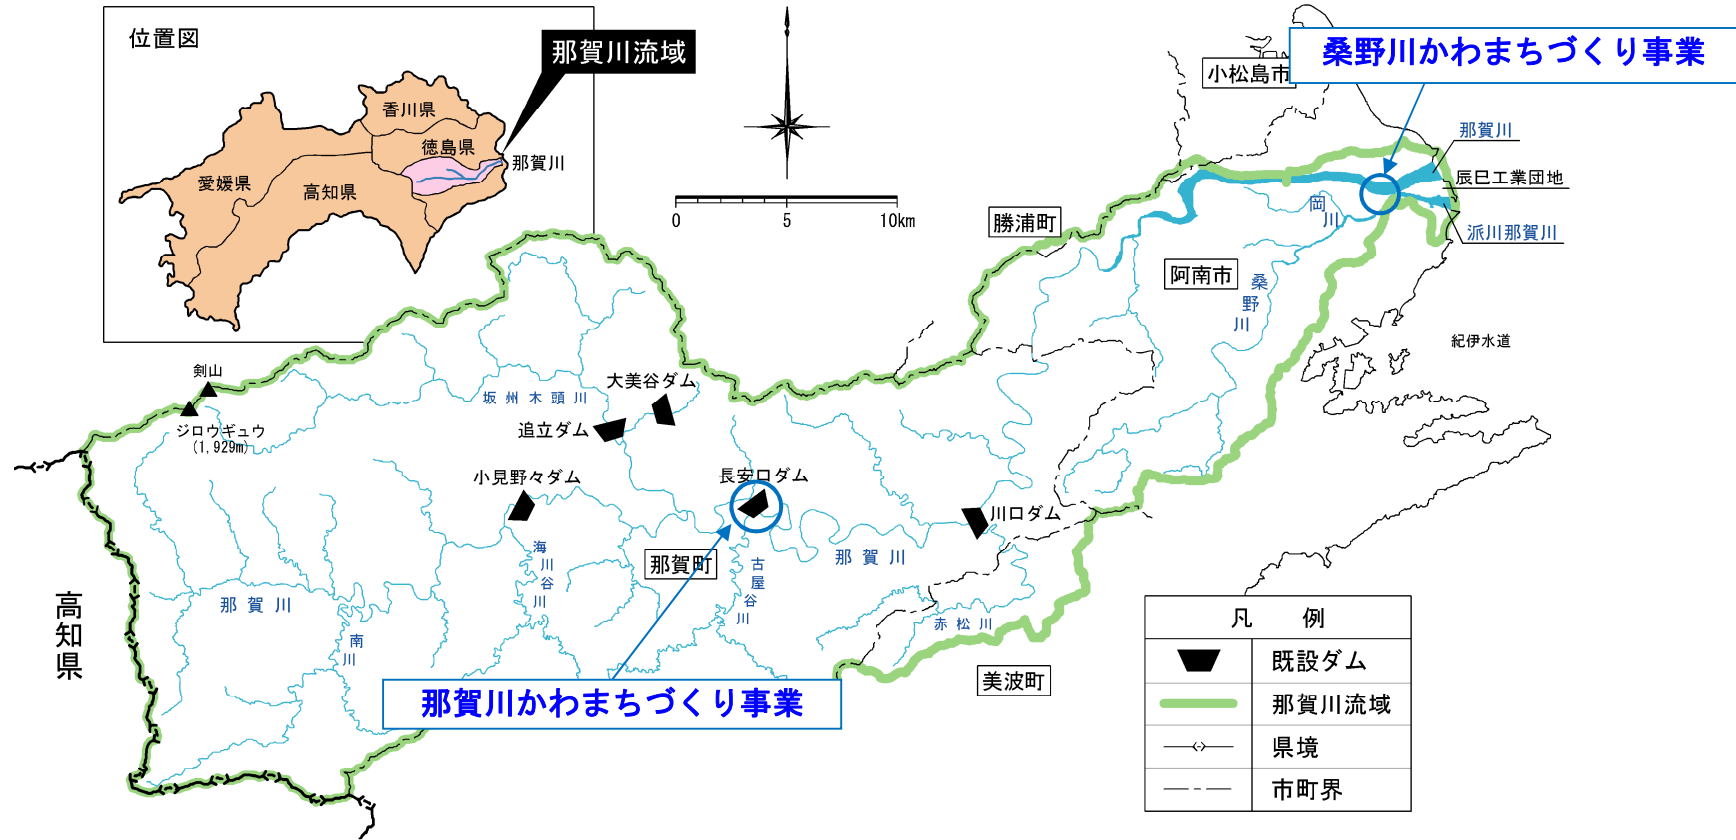 位置図
那賀川流域
香川県
徳島県
愛媛県
高知県
那賀川
0 5 10km
桑野川かわまちづくり事業
小松島市
那賀川
辰巳工業団地
派川那賀川
勝浦町
岡川
阿南市
桑野川
紀伊水道
剣山
ジロウギュウ
(1,929m)
坂州木頭川
大美谷ダム
追立ダム
小見野々ダム
長安口ダム
川口ダム
海川谷川
那賀町
古屋谷川
那賀川
那賀川
南川
赤松川
高知県
美波町
那賀川かわまちづくり事業
凡 例
既設ダム
那賀川流域
県境
市町界